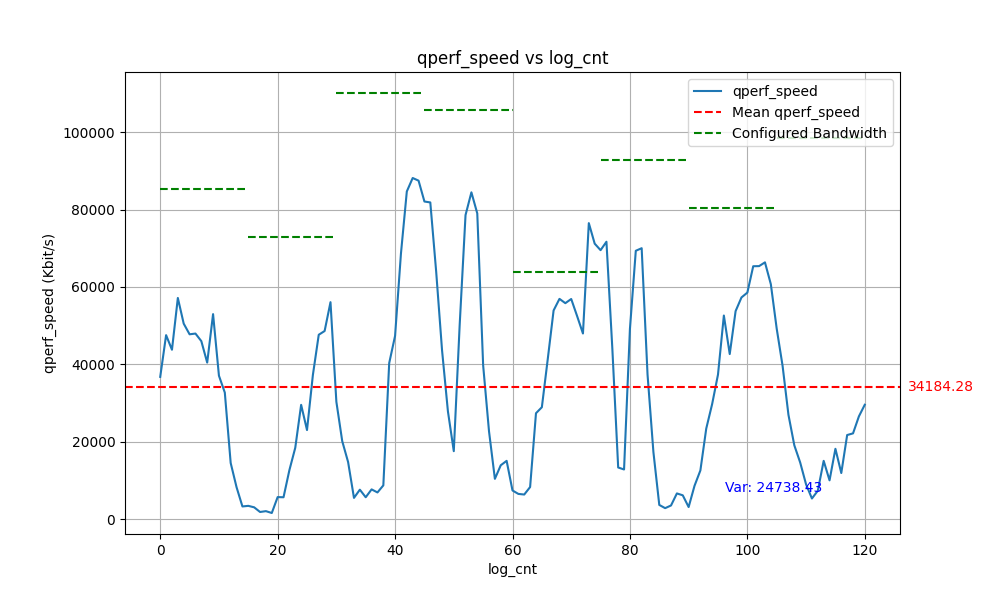 qperf_speed vs log_cnt
qperf_speed
Mean qperf_speed
Configured Bandwidth
qperf_speed (Kbit/s)
100000
80000
60000
40000
20000
0
34184.28
Var: 24738.43
0 20 40 60 80 100 120
log_cnt